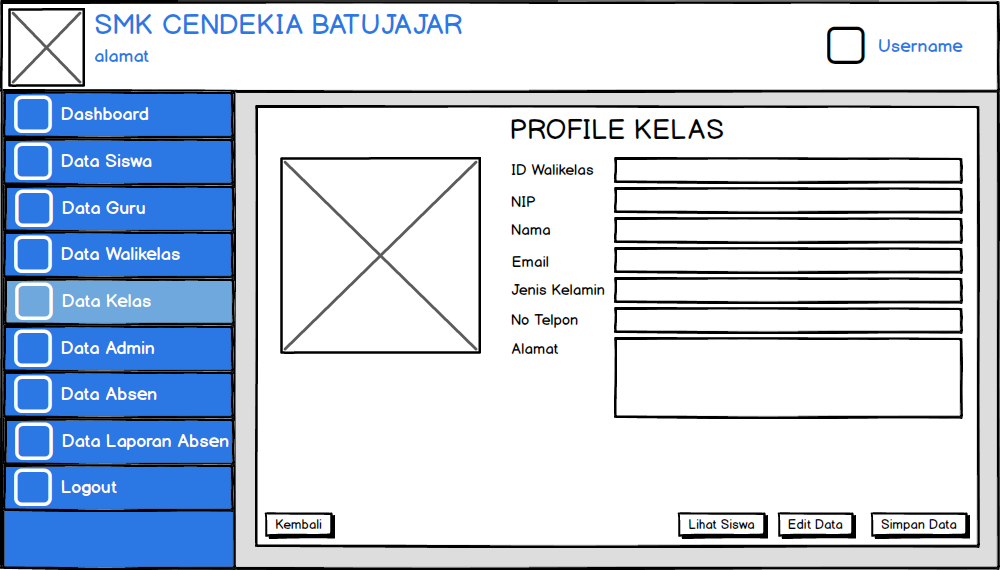 SMK CENDEKIA BATUJAJAR
alamat
Username
Dashboard
Data Siswa
Data Guru
Data Walikelas
Data Kelas
Data Admin
Data Absen
Data Laporan Absen
Logout
PROFILE KELAS
ID Walikelas
NIP
Nama
Email
Jenis Kelamin
No Telpon
Alamat
Kembali
Lihat Siswa
Edit Data
Simpan Data